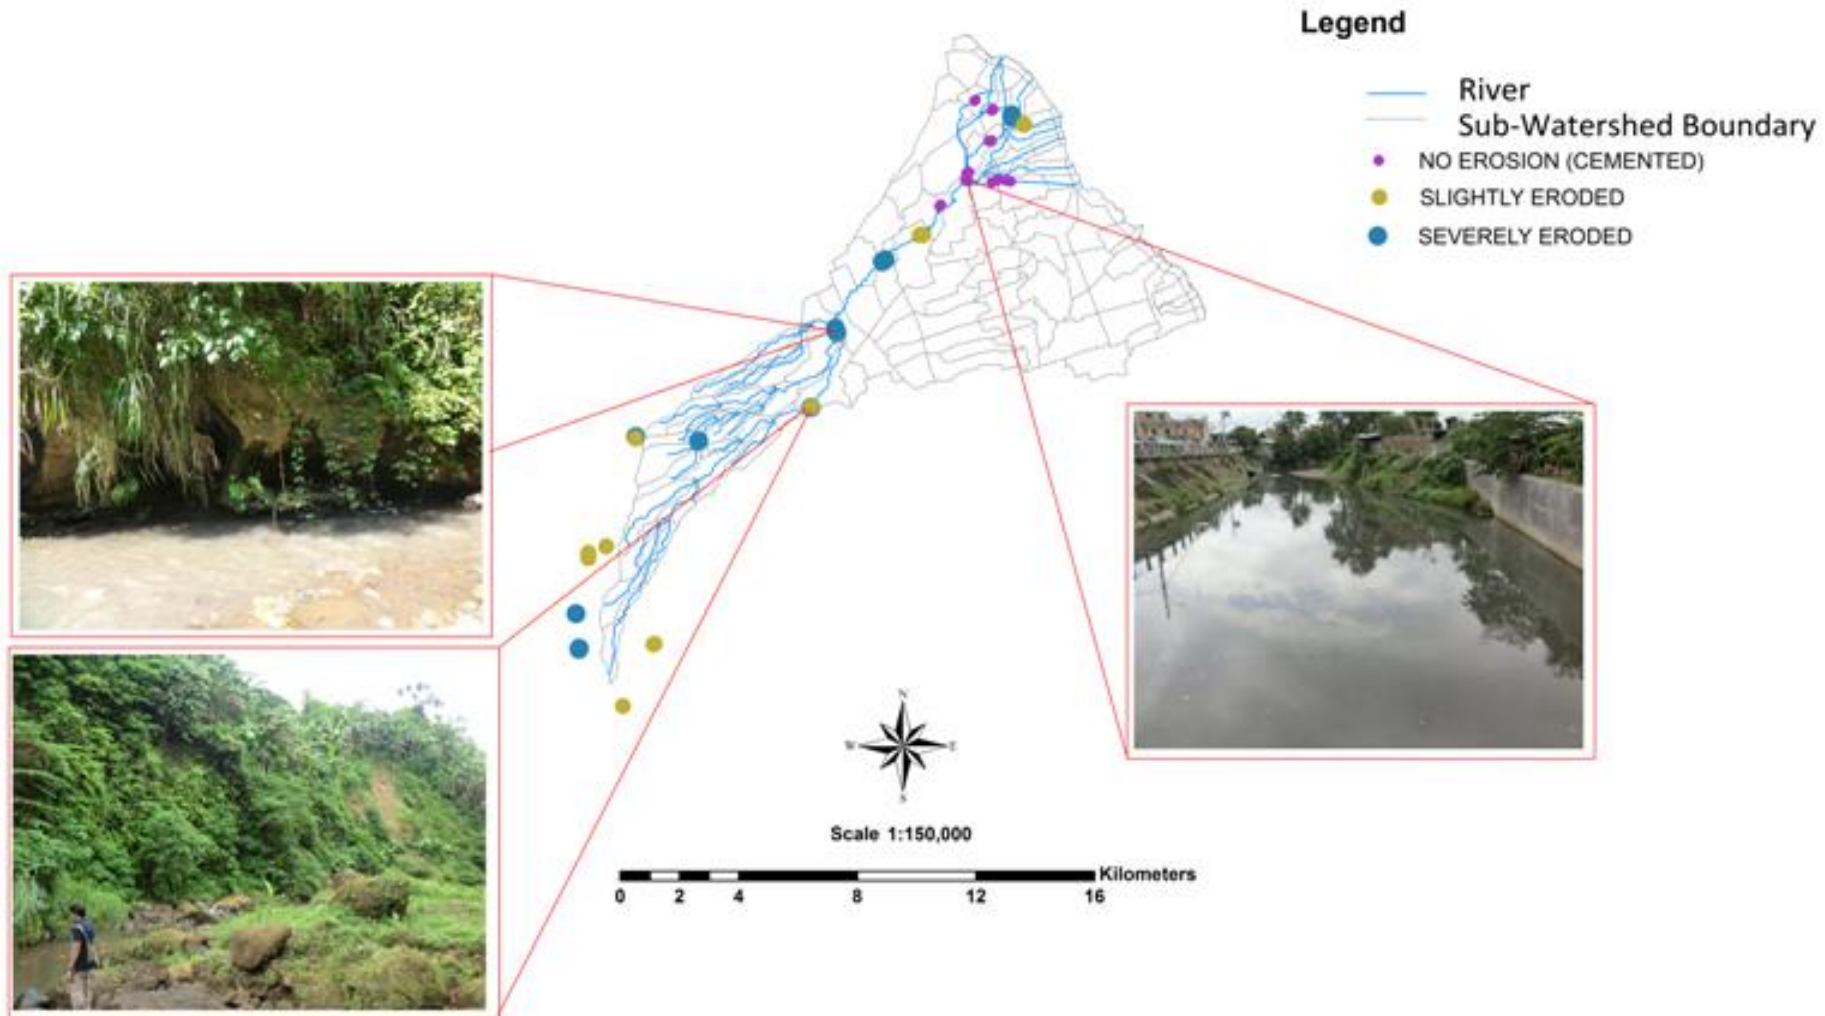 Legend
River
Sub-Watershed Boundary
NO EROSION (CEMENTED)
SLIGHTLY ERODED
SEVERELY ERODED
N
W E
S
Scale 1:150,000
Kilometers
0 2 4 8 12 16